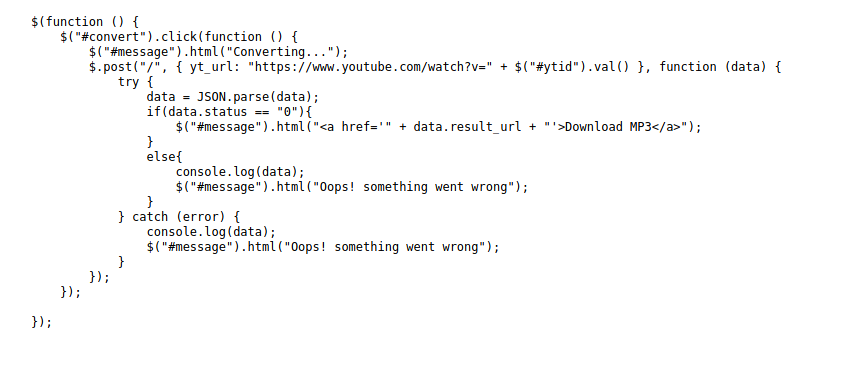 $(function () {
    $("#convert").click(function () {
        $("#message").html("Converting...");
        $.post("/", { yt_url: "https://www.youtube.com/watch?v=" + $("#ytid").val() }, function (data) {
            try {
                data = JSON.parse(data);
                if(data.status == "0"){
                    $("#message").html("<a href='" + data.result_url + "'>Download MP3</a>");
                }
                else{
                    console.log(data);
                    $("#message").html("Oops! something went wrong");
                }
            } catch (error) {
                console.log(data);
                $("#message").html("Oops! something went wrong");
            }
        });
    });

});